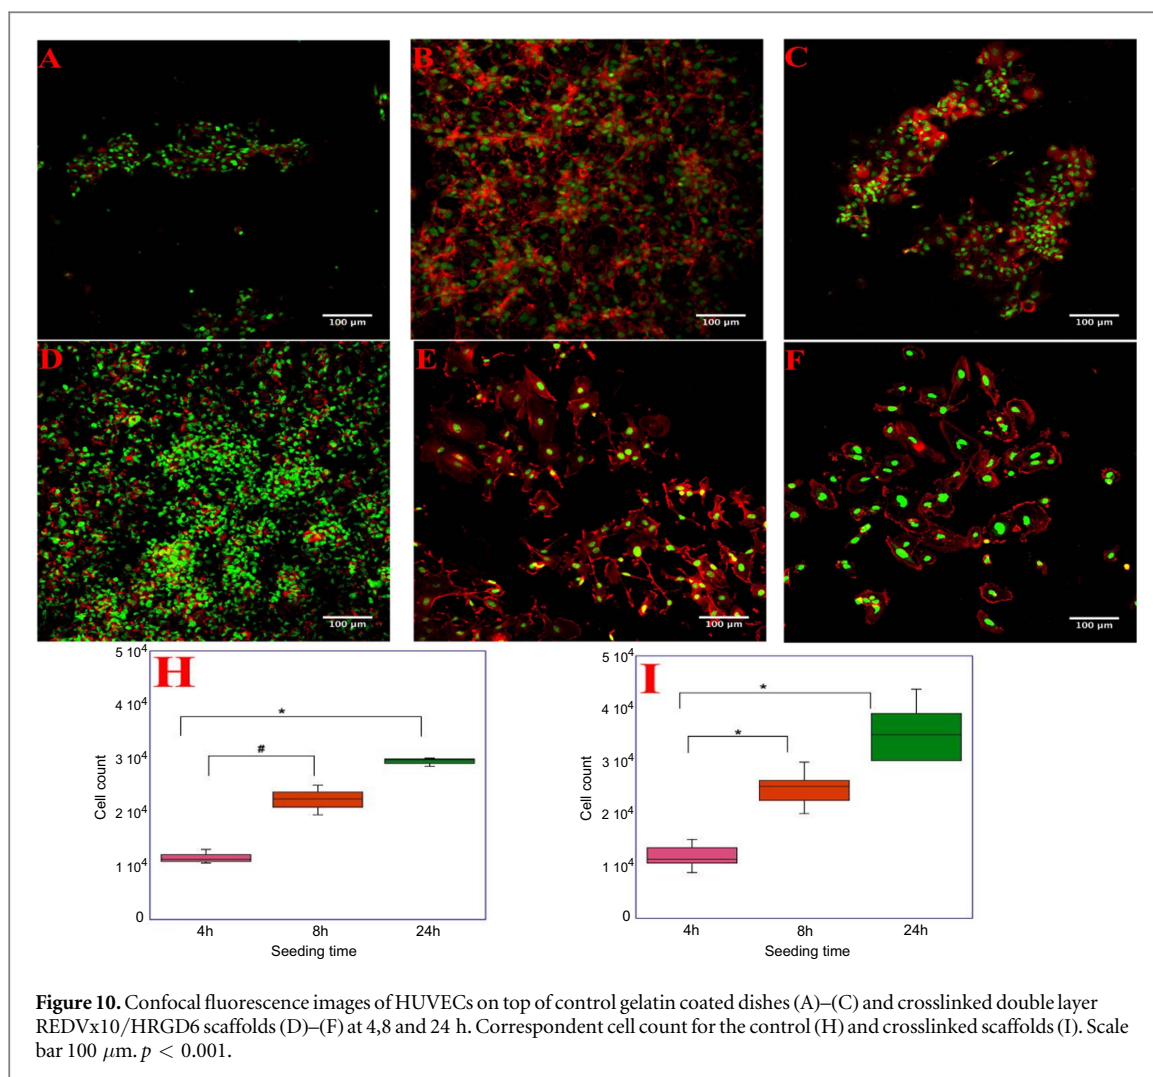 A
B
C
100 µm
100 µm
100 µm
D
E
F
100 µm
100 µm
100 µm
H
5 10⁴
4 10⁴
3 10⁴
2 10⁴
1 10⁴
0
Cell count
*
#
4h
8h
24h
Seeding time
I
5 10⁴
4 10⁴
3 10⁴
2 10⁴
1 10⁴
0
Cell count
*
*
4h
8h
24h
Seeding time
Figure 10. Confocal fluorescence images of HUVECs on top of control gelatin coated dishes (A)–(C) and crosslinked double layer
REDVx10/HRGD6 scaffolds (D)–(F) at 4,8 and 24 h. Correspondent cell count for the control (H) and crosslinked scaffolds (I). Scale
bar 100 μm. p < 0.001.